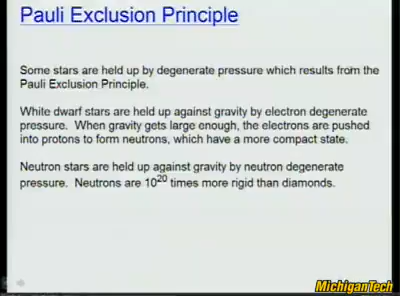 Pauli Exclusion Principle
Some stars are held up by degenerate pressure which results from the
Pauli Exclusion Principle.
White dwarf stars are held up against gravity by electron degenerate
pressure. When gravity gets large enough, the electrons are pushed
into protons to form neutrons, which have a more compact state.
Neutron stars are held up against gravity by neutron degenerate
pressure. Neutrons are 10²⁰ times more rigid than diamonds.
MichiganTech